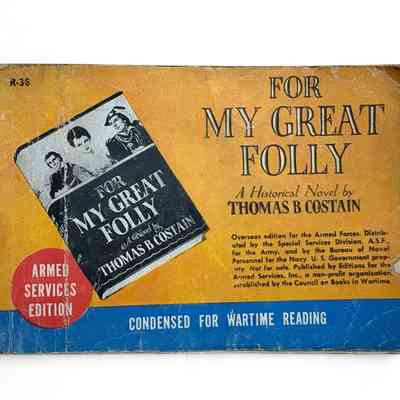 R-38
FOR
MY GREAT
FOLLY
A Historical Novel by
THOMAS B. COSTAIN
FOR
MY GREAT
FOLLY
A Novel by
THOMAS B. COSTAIN
Overseas edition for the Armed Forces. Distrib-
uted by the Special Services Division, A.S.F.,
for the Army, and by the Bureau of Naval
Personnel for the Navy. U. S. Government prop-
erty. Not for sale. Published by Editions for the
Armed Services, Inc., a non-profit organization
established by the Council on Books in Wartime.
ARMED
SERVICES
EDITION
CONDENSED FOR WARTIME READING